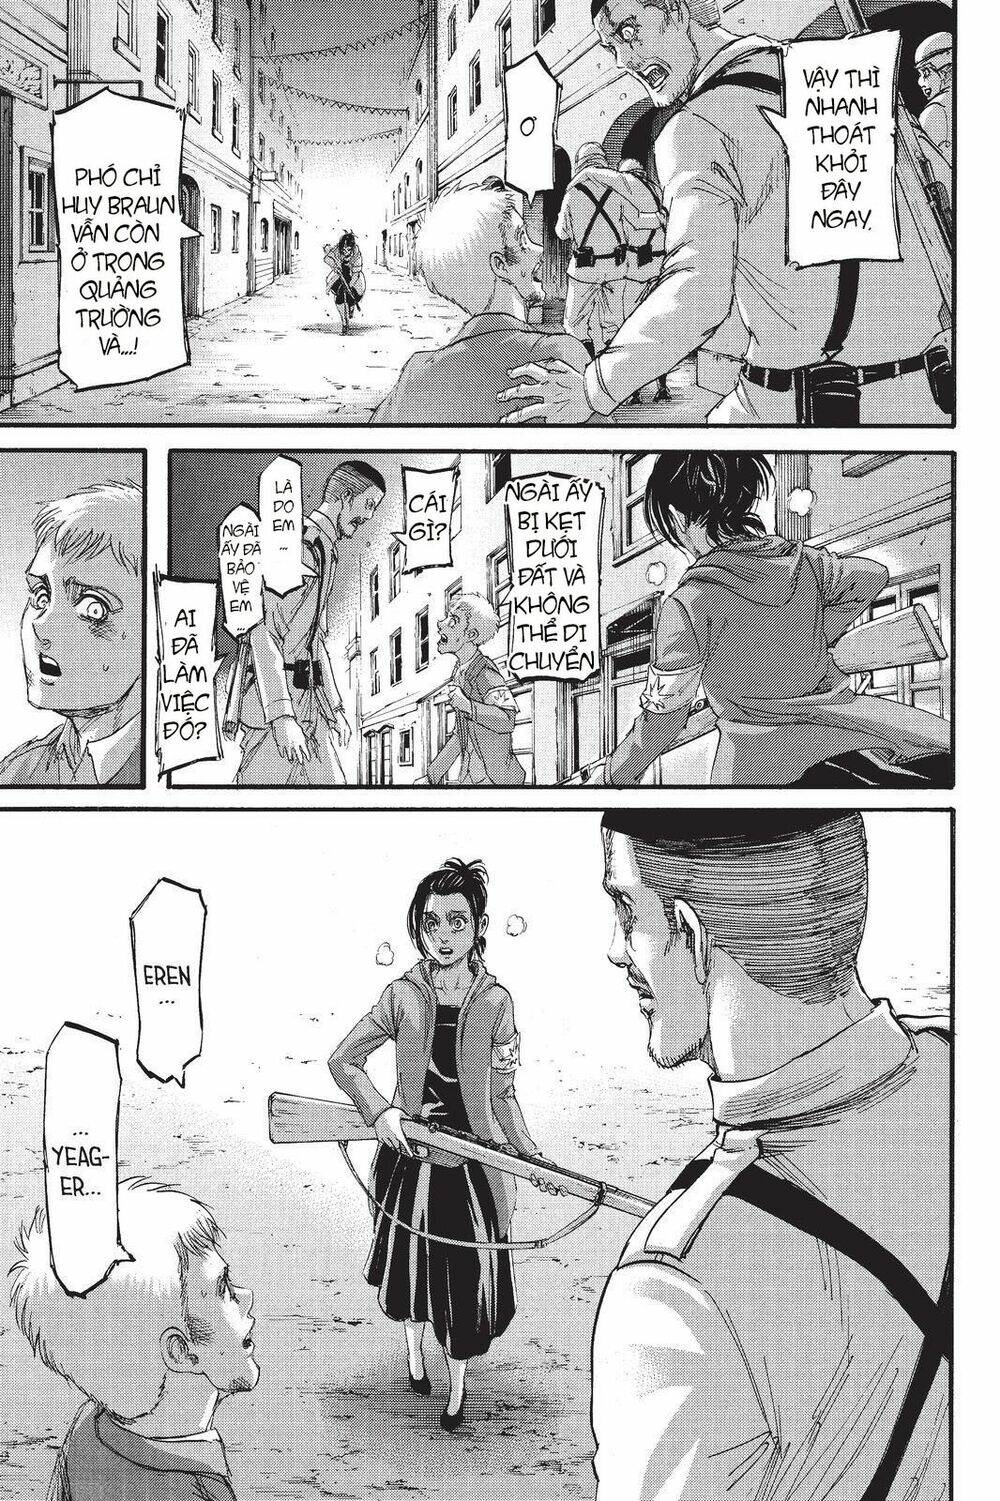 VẬY THÌ
NHANH
THOÁT
KHỎI
ĐÂY
NGAY.
Ơ
PHÓ CHỈ
HUY BRAUN
VẪN CÒN
Ở TRONG
QUẢNG
TRƯỜNG
VÀ...!
NGÀI ẤY
BỊ KẸT
DƯỚI
ĐẤT VÀ
KHÔNG
THỂ DI
CHUYỂN
CÁI
GÌ?
LÀ DO
EM
...
NGÀI
ẤY ĐÃ
BẢO
VỆ
EM
...
AI ĐÃ
LÀM
VIỆC
ĐÓ?
EREN
...
...
YEAG-
ER...